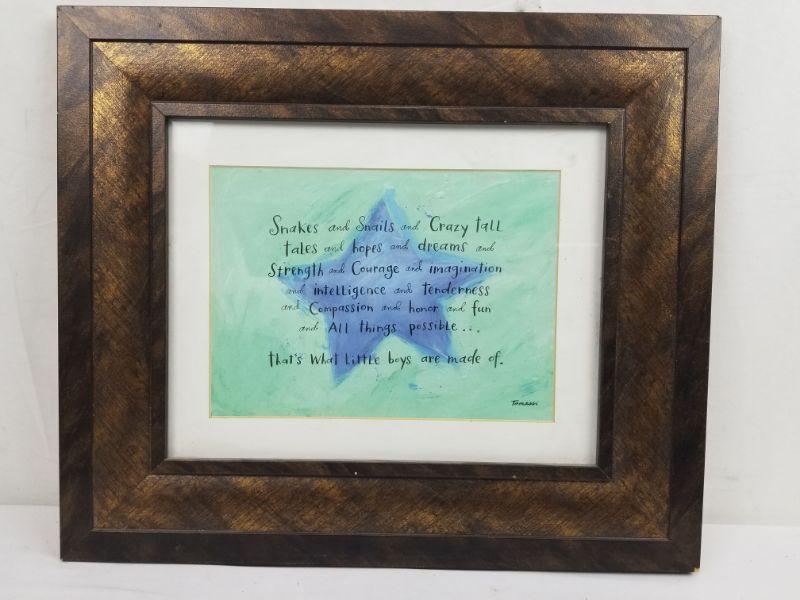 Snakes and Snails and Crazy tall
tales and hopes and dreams and
Strength and Courage and imagination
and intelligence and tenderness
and Compassion and honor and fun
and All things possible...
that's what little boys are made of.